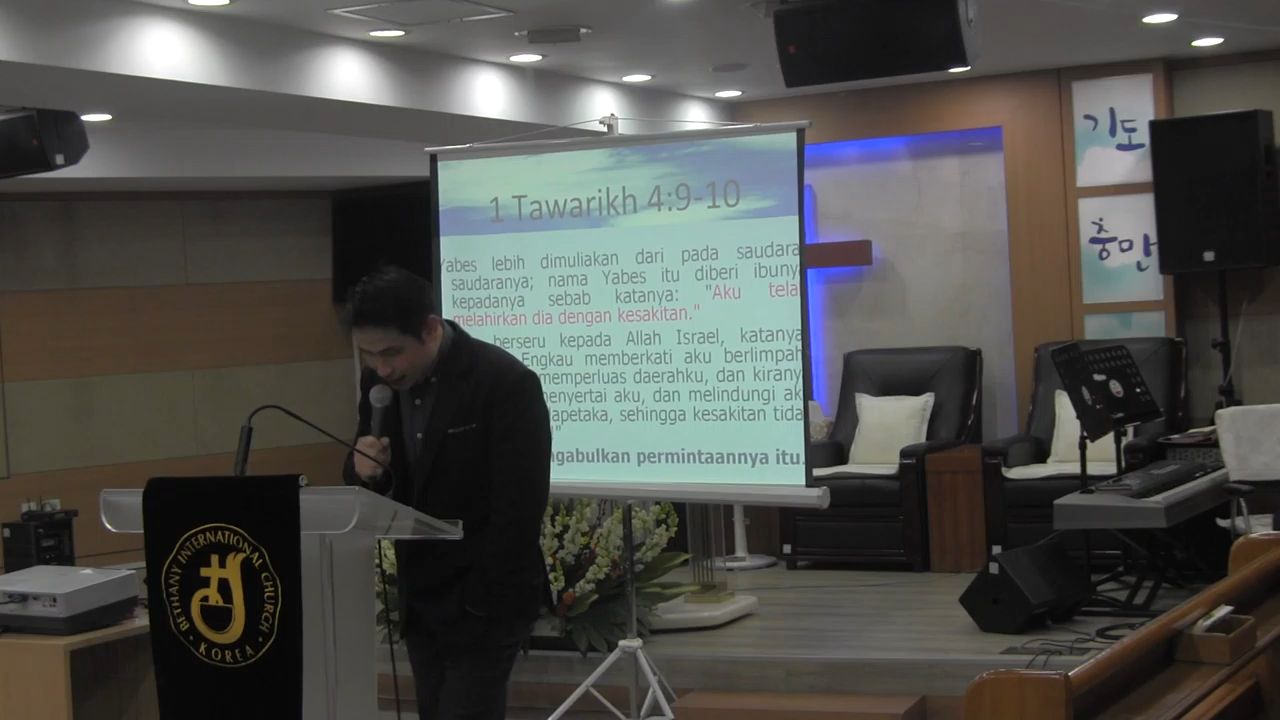 1 Tawarikh 4:9-10
Yabes lebih dimuliakan dari pada saudara
saudaranya; nama Yabes itu diberi ibuny
kepadanya sebab katanya: "Aku tela
melahirkan dia dengan kesakitan."
berseru kepada Allah Israel, katanya
Engkau memberkati aku berlimpah
memperluas daerahku, dan kirany
menyertai aku, dan melindungi ak
lapetaka, sehingga kesakitan tida
"
ngabulkan permintaannya itu.
기도
충만
BETHANY INTERNATIONAL CHURCH
KOREA